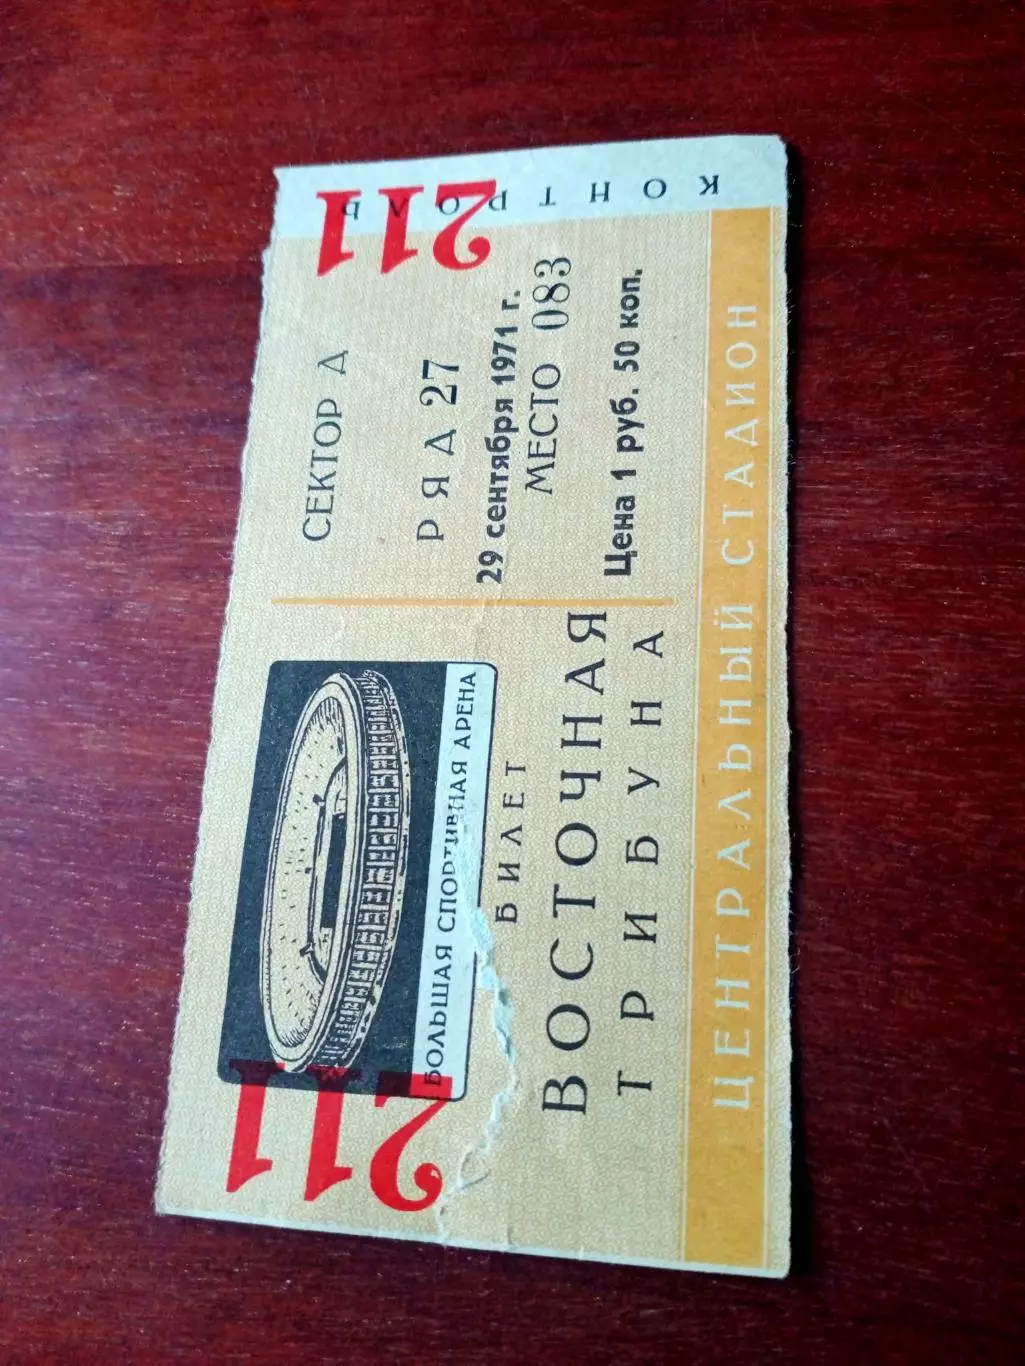 211
БОЛЬШАЯ СПОРТИВНАЯ АРЕНА
БИЛЕТ
ВОСТОЧНАЯ
ТРИБУНА
СЕКТОР Д
РЯД 27
29 сентября 1971 г.
МЕСТО 083
Цена 1 руб. 50 коп.
ЦЕНТРАЛЬНЫЙ СТАДИОН
КОНТРОЛЬ
211